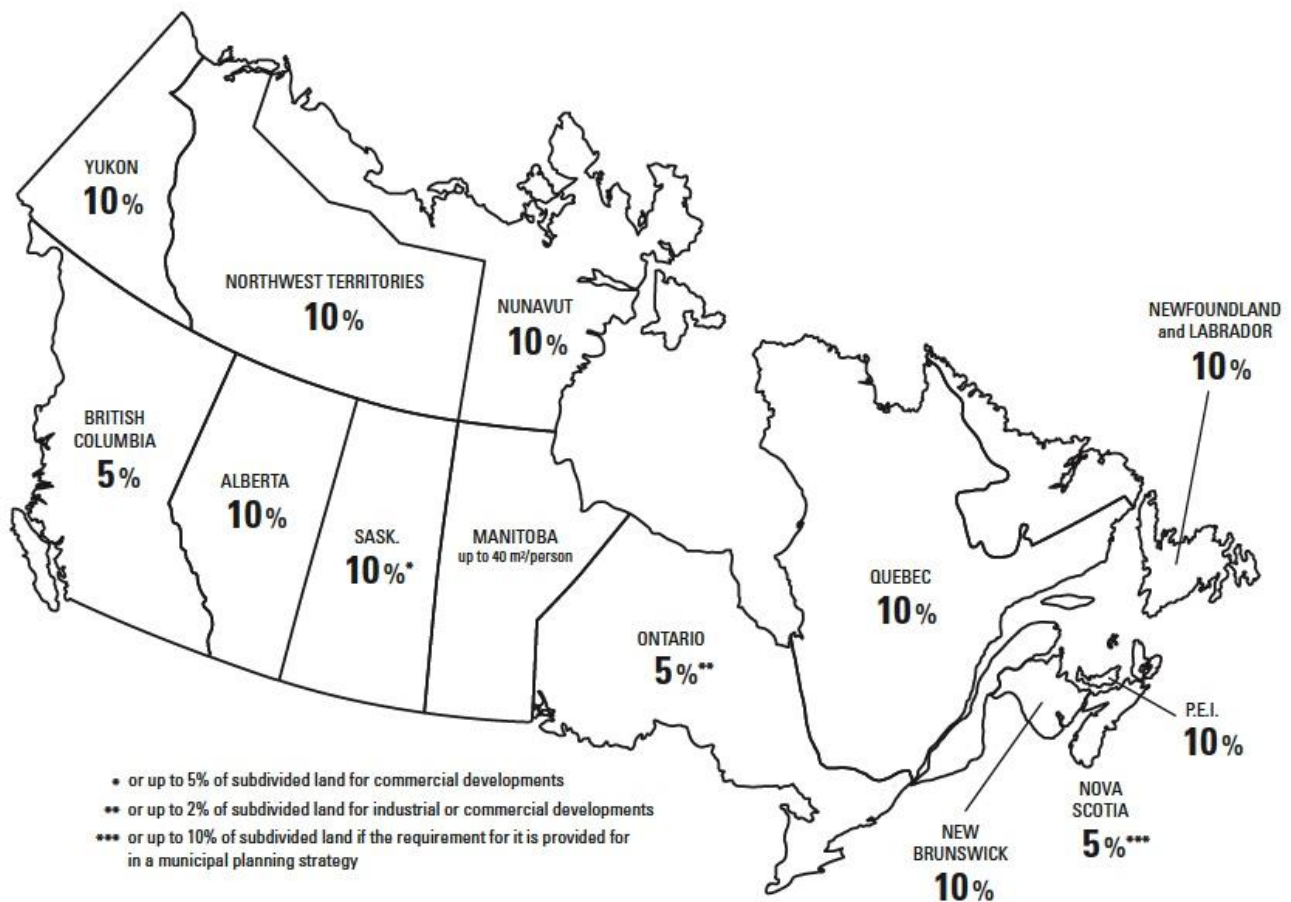 YUKON
10%
NORTHWEST TERRITORIES
10%
NUNAVUT
10%
NEWFOUNDLAND
and LABRADOR
10%
BRITISH
COLUMBIA
5%
ALBERTA
10%
SASK.
10%*
MANITOBA
up to 40 m²/person
ONTARIO
5%**
QUEBEC
10%
P.E.I.
10%
NOVA
SCOTIA
5%***
NEW
BRUNSWICK
10%
* or up to 5% of subdivided land for commercial developments
** or up to 2% of subdivided land for industrial or commercial developments
*** or up to 10% of subdivided land if the requirement for it is provided for
in a municipal planning strategy